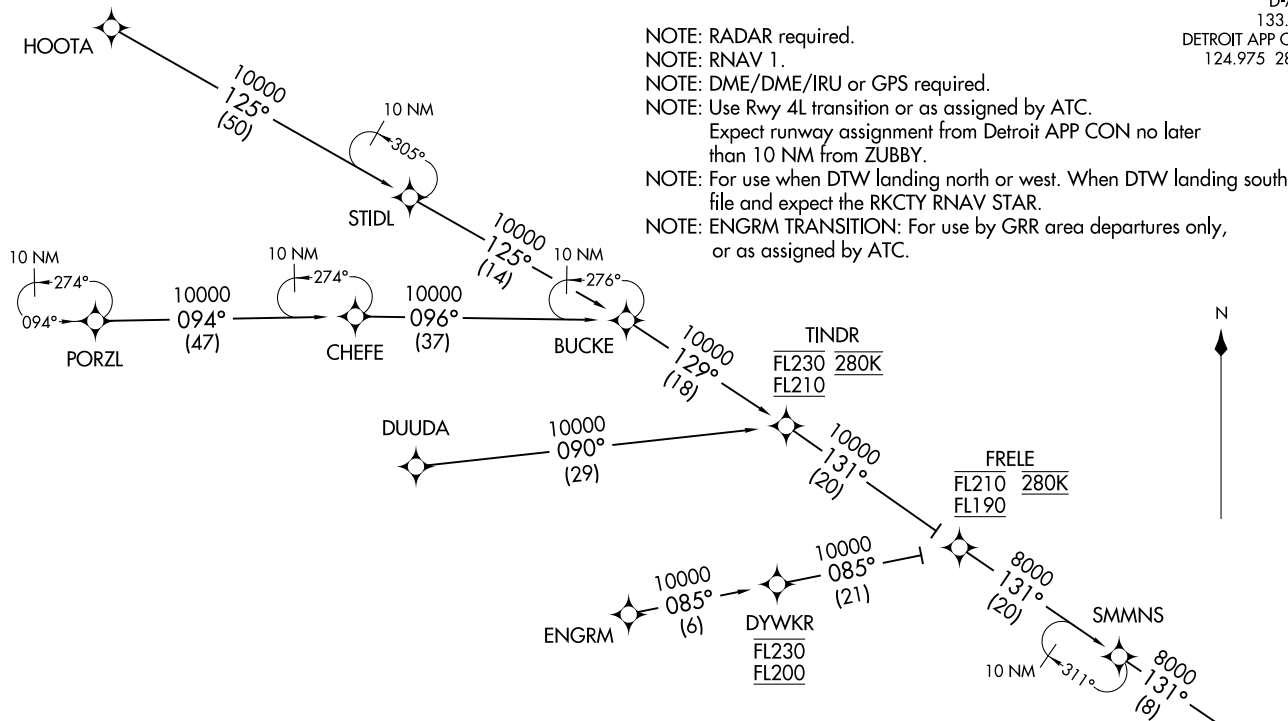 HOOTA
10000
125°
(50)
10 NM
305°
STIDL
10000
125°
(14)
10 NM
276°
10 NM
274°
094°
PORZL
10000
094°
(47)
10 NM
274°
CHEFE
10000
096°
(37)
BUCKE
10000
129°
(18)
DUUDA
10000
090°
(29)
TINDR
FL230 280K
FL210
10000
131°
(20)
FRELE
FL210 280K
FL190
ENGRM
10000
085°
(6)
DYWKR
FL230
FL200
10000
085°
(21)
8000
131°
(20)
SMMNS
10 NM
311°
8000
131°
(8)
N
NOTE: RADAR required.
NOTE: RNAV 1.
NOTE: DME/DME/IRU or GPS required.
NOTE: Use Rwy 4L transition or as assigned by ATC.
Expect runway assignment from Detroit APP CON no later
than 10 NM from ZUBBY.
NOTE: For use when DTW landing north or west. When DTW landing south
file and expect the RKCTY RNAV STAR.
NOTE: ENGRM TRANSITION: For use by GRR area departures only,
or as assigned by ATC.
133.
DETROIT APP C
124.975 28